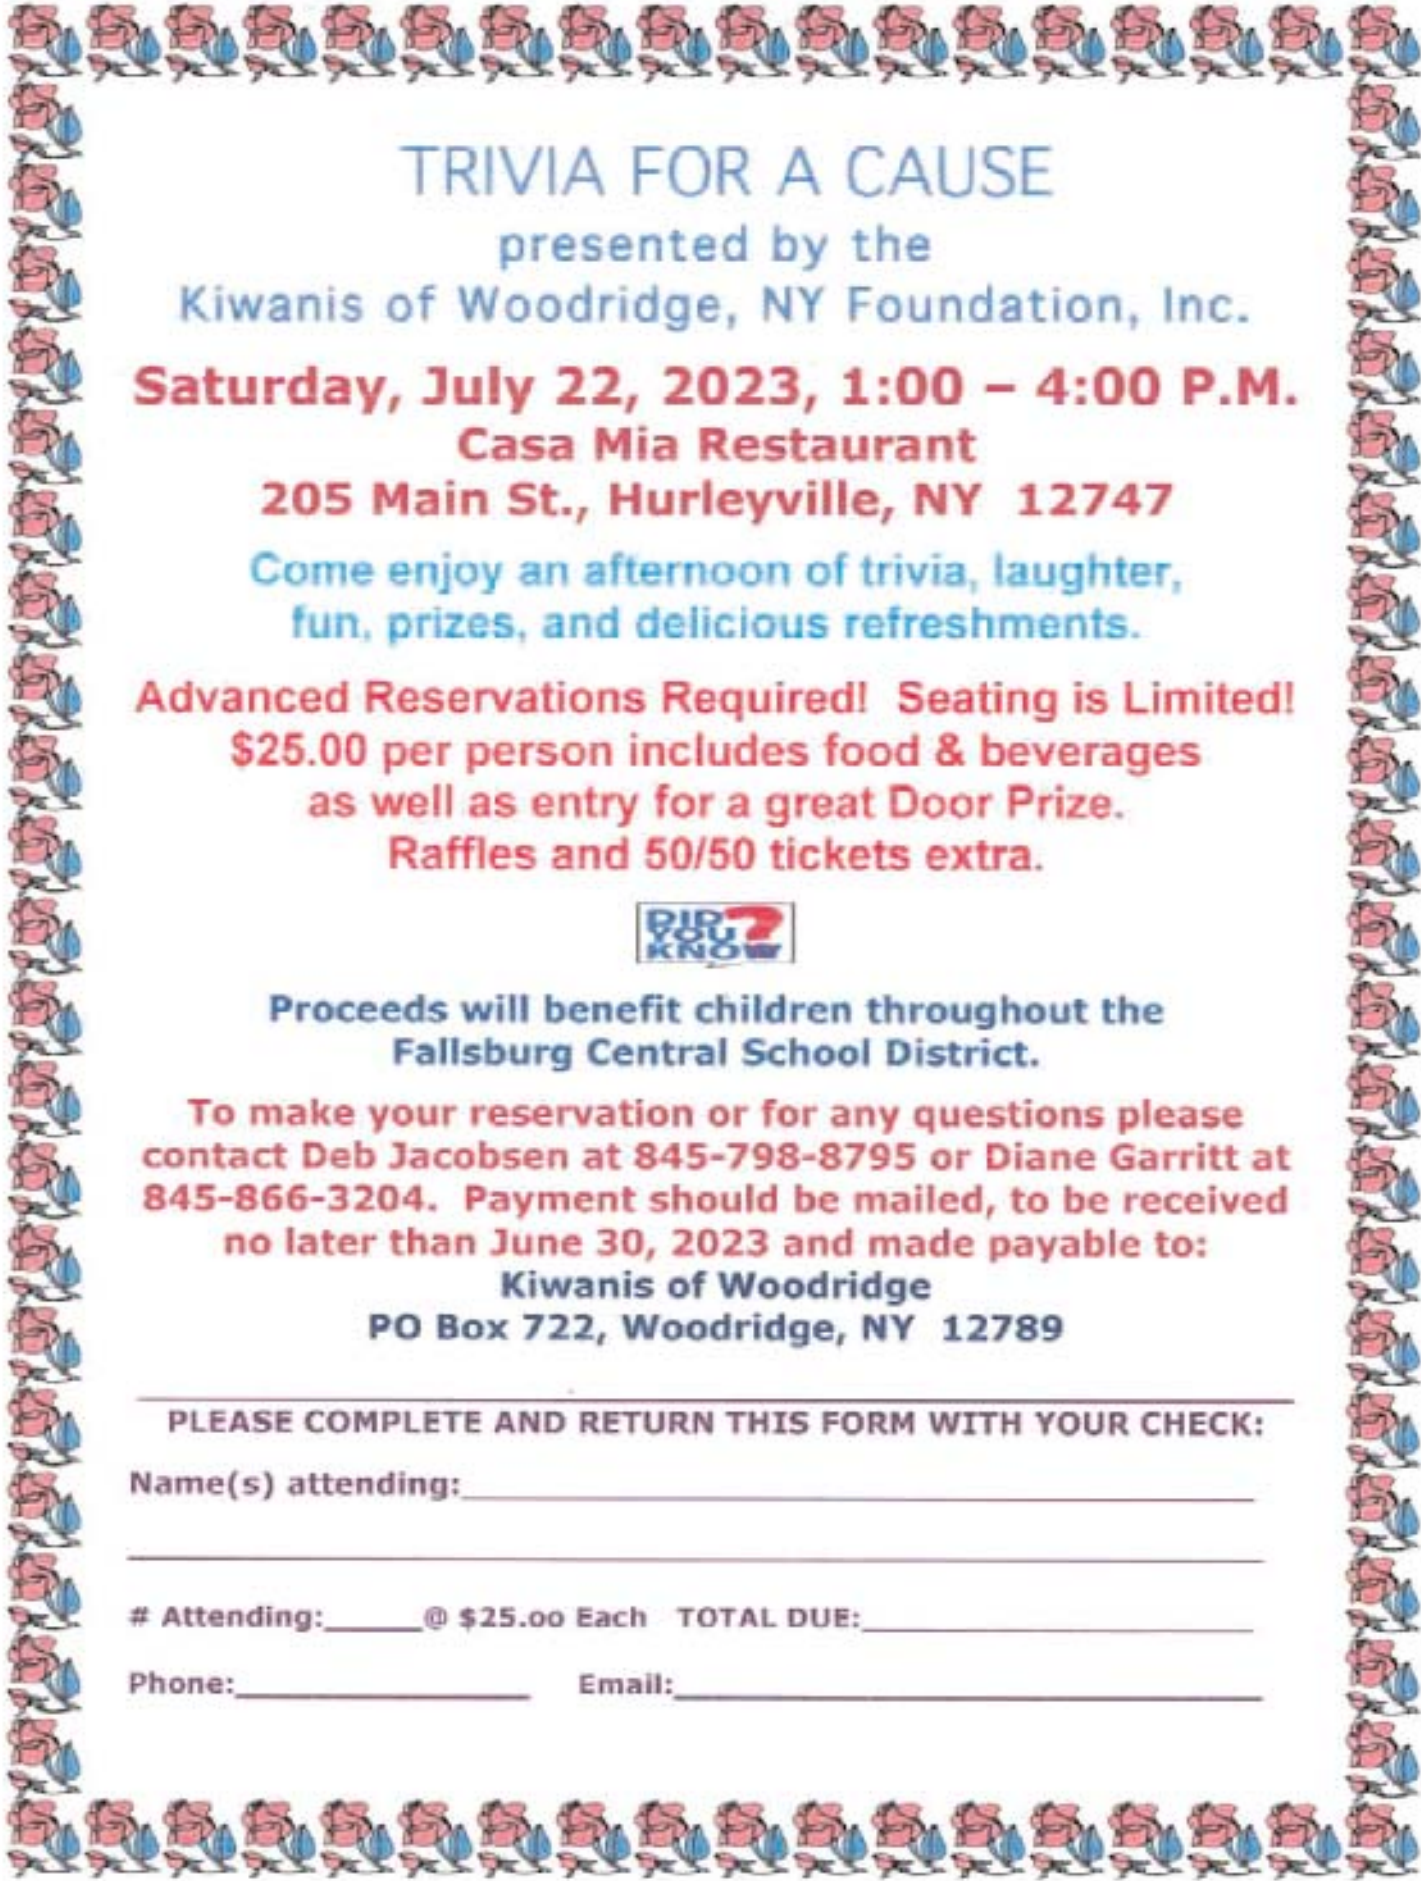 TRIVIA FOR A CAUSE
presented by the
Kiwanis of Woodridge, NY Foundation, Inc.
Saturday, July 22, 2023, 1:00 – 4:00 P.M.
Casa Mia Restaurant
205 Main St., Hurleyville, NY 12747
Come enjoy an afternoon of trivia, laughter,
fun, prizes, and delicious refreshments.
Advanced Reservations Required! Seating is Limited!
$25.00 per person includes food & beverages
as well as entry for a great Door Prize.
Raffles and 50/50 tickets extra.
DID
YOU ?
KNOW
Proceeds will benefit children throughout the
Fallsburg Central School District.
To make your reservation or for any questions please
contact Deb Jacobsen at 845-798-8795 or Diane Garritt at
845-866-3204. Payment should be mailed, to be received
no later than June 30, 2023 and made payable to:
Kiwanis of Woodridge
PO Box 722, Woodridge, NY 12789
PLEASE COMPLETE AND RETURN THIS FORM WITH YOUR CHECK:
Name(s) attending:
# Attending:_____@ $25.oo Each TOTAL DUE:
Phone: Email: